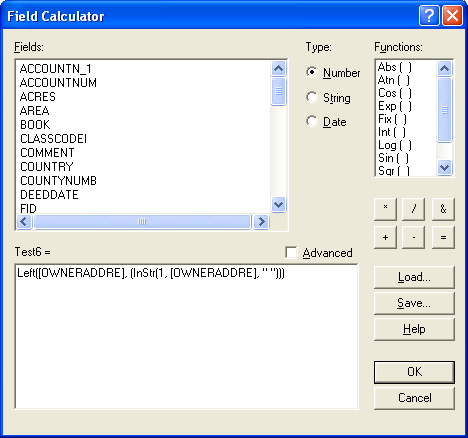 Field Calculator
Fields:
Type:
Functions:
ACCOUNTN_1
ACCOUNTNUM
ACRES
AREA
BOOK
CLASSCODEI
COMMENT
COUNTRY
COUNTYNUMB
DEEDDATE
FID
Number
String
Date
Abs ( )
Atn ( )
Cos ( )
Exp ( )
Fix ( )
Int ( )
Log ( )
Sin ( )
Sqr ( )
* / &
+ - =
Test6 =
Advanced
Left([OWNERADDRE], (InStr(1, [OWNERADDRE], " ")))
Load...
Save...
Help
OK
Cancel